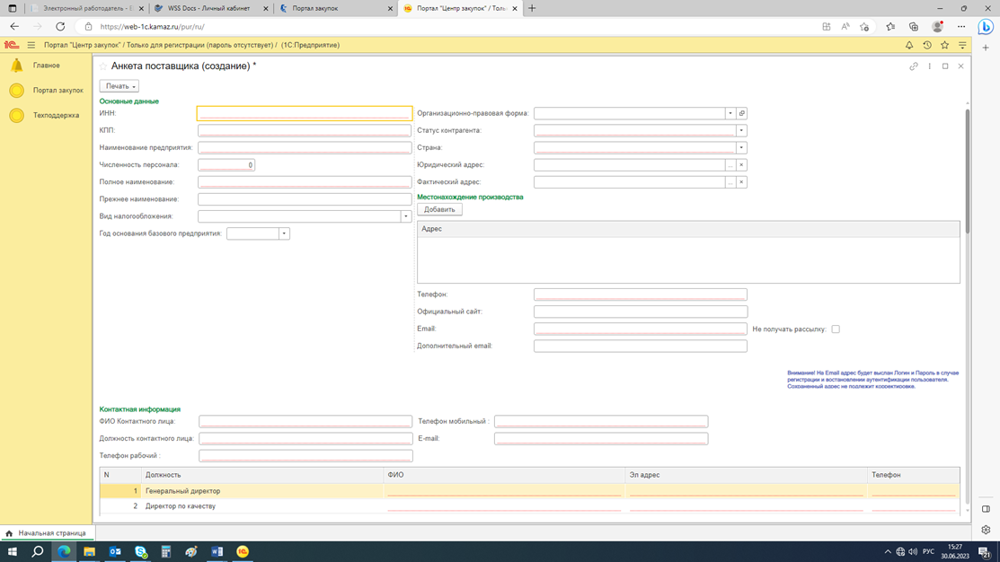 Электронный работодатель - Е
WSS Docs - Личный кабинет
Портал закупок
Портал "Центр закупок" / Только
https://web-1c.kamaz.ru/pur/ru/
Портал "Центр закупок" / Только для регистрации (пароль отсутствует) / (1С:Предприятие)
Главное
Портал закупок
Техподдержка
Анкета поставщика (создание) *
Печать
Основные данные
ИНН:
Организационно-правовая форма:
КПП:
Статус контрагента:
Наименование предприятия:
Страна:
Численность персонала: 0
Юридический адрес:
Полное наименование:
Фактический адрес:
Прежнее наименование:
Местонахождение производства
Вид налогообложения:
Добавить
Год основания базового предприятия:
Адрес
Телефон:
Официальный сайт:
Email:
Не получать рассылку:
Дополнительный email:
Внимание! На Email адрес будет выслан Логин и Пароль в случае
регистрации и востановлении аутентификации пользователя.
Сохраненный адрес не подлежит корректировке.
Контактная информация
ФИО Контактного лица:
Телефон мобильный :
Должность контактного лица:
E-mail:
Телефон рабочий :
N Должность ФИО Эл адрес Телефон
1 Генеральный директор
2 Директор по качеству
Начальная страница
РУС
15:27
30.06.2023
21